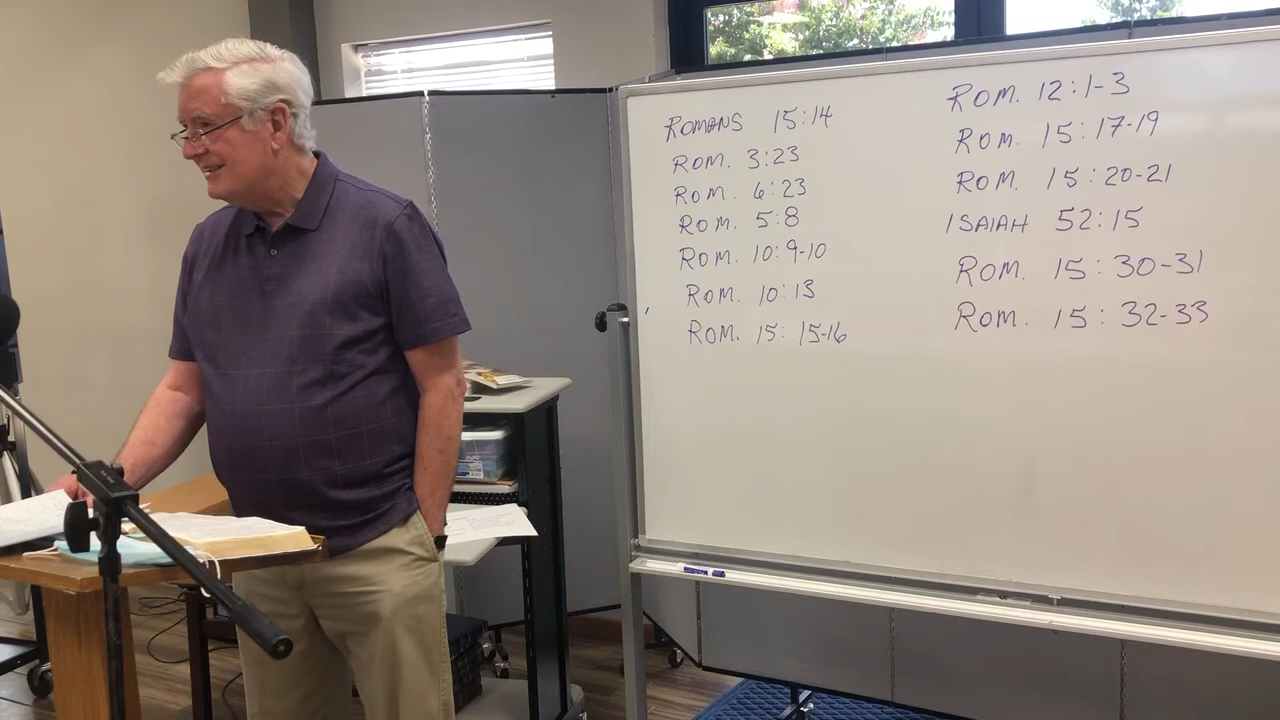 ROMANS 15:14
ROM. 3:23
ROM. 6:23
ROM. 5:8
ROM. 10:9-10
ROM. 10:13
ROM. 15:15-16
ROM. 12:1-3
ROM. 15:17-19
ROM. 15:20-21
ISAIAH 52:15
ROM. 15:30-31
ROM. 15:32-33